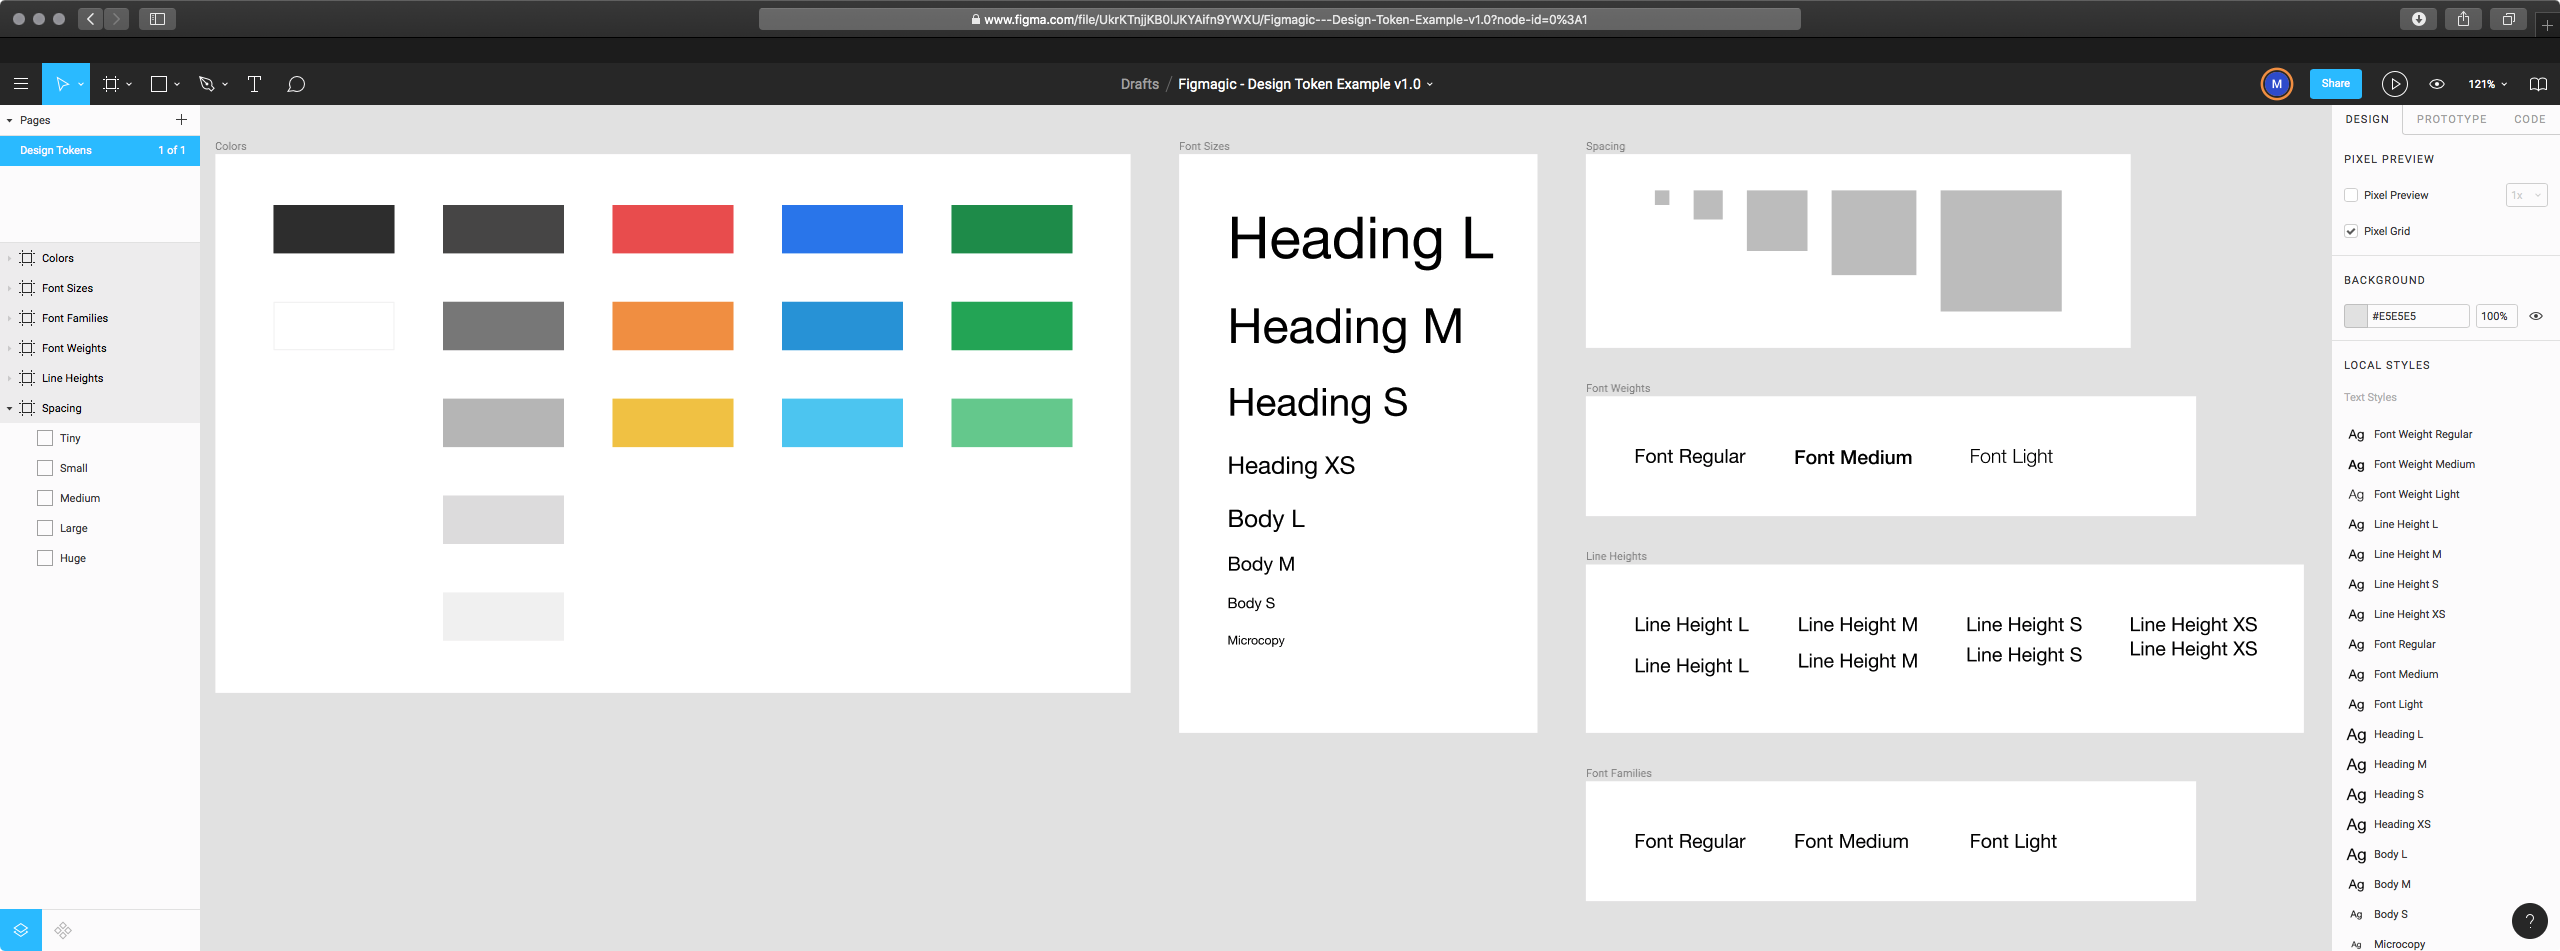 www.figma.com/file/UkrKTnjjKB0IJKYAifn9YWXU/Figmagic---Design-Token-Example-v1.0?node-id=0%3A1
Drafts / Figmagic - Design Token Example v1.0
M
Share
121%
Pages
Design Tokens 1 of 1
Colors
Font Sizes
Font Families
Font Weights
Line Heights
Spacing
Tiny
Small
Medium
Large
Huge
Colors
Font Sizes
Heading L
Heading M
Heading S
Heading XS
Body L
Body M
Body S
Microcopy
Spacing
Font Weights
Font Regular Font Medium Font Light
Line Heights
Line Height L Line Height M Line Height S Line Height XS
Line Height L Line Height M Line Height S Line Height XS
Font Families
Font Regular Font Medium Font Light
DESIGN PROTOTYPE CODE
PIXEL PREVIEW
Pixel Preview 1x
Pixel Grid
BACKGROUND
#E5E5E5 100%
LOCAL STYLES
Text Styles
Ag Font Weight Regular
Ag Font Weight Medium
Ag Font Weight Light
Ag Line Height L
Ag Line Height M
Ag Line Height S
Ag Line Height XS
Ag Font Regular
Ag Font Medium
Ag Font Light
Ag Heading L
Ag Heading M
Ag Heading S
Ag Heading XS
Ag Body L
Ag Body M
Ag Body S
Ag Microcopy
?